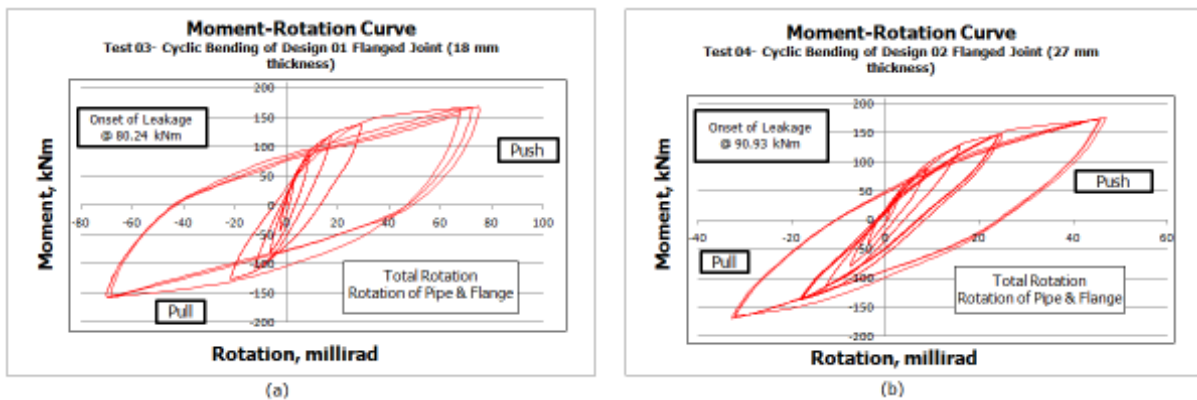 Moment-Rotation Curve
Test 03- Cyclic Bending of Design 01 Flanged Joint (18 mm
thickness)
200
150
100
50
0
-50
-100
-150
-200
-80
-60
-40
-20
0
20
40
60
80
100
Onset of Leakage
@ 80.24 kNm
Push
Pull
Total Rotation
Rotation of Pipe & Flange
Moment, kNm
Rotation, millirad
(a)
Moment-Rotation Curve
Test 04- Cyclic Bending of Design 02 Flanged Joint (27 mm
thickness)
200
150
100
50
0
-50
-100
-150
-200
-40
-20
0
20
40
60
Onset of Leakage
@ 90.93 kNm
Push
Pull
Total Rotation
Rotation of Pipe & Flange
Moment, kNm
Rotation, millirad
(b)